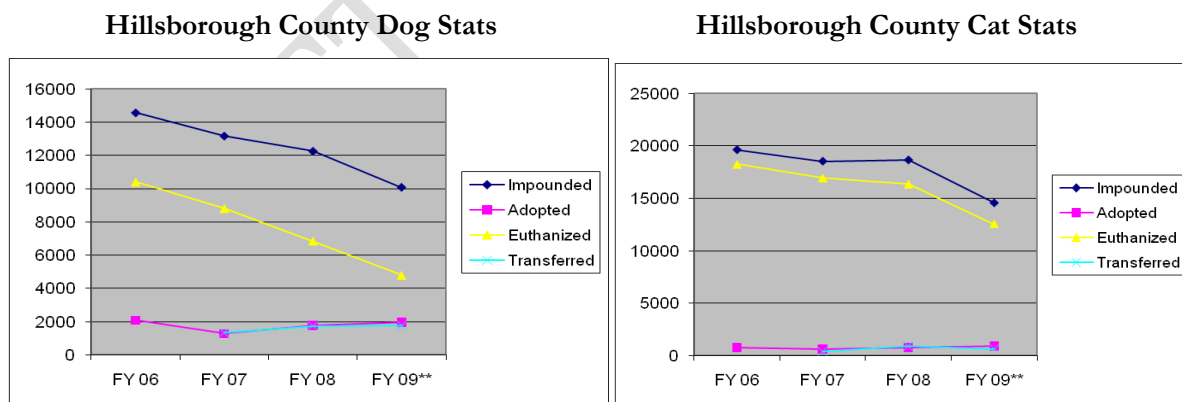 Hillsborough County Dog Stats
16000
14000
12000
10000
8000
6000
4000
2000
0
FY 06 FY 07 FY 08 FY 09**
Impounded
Adopted
Euthanized
Transferred
Hillsborough County Cat Stats
25000
20000
15000
10000
5000
0
FY 06 FY 07 FY 08 FY 09**
Impounded
Adopted
Euthanized
Transferred